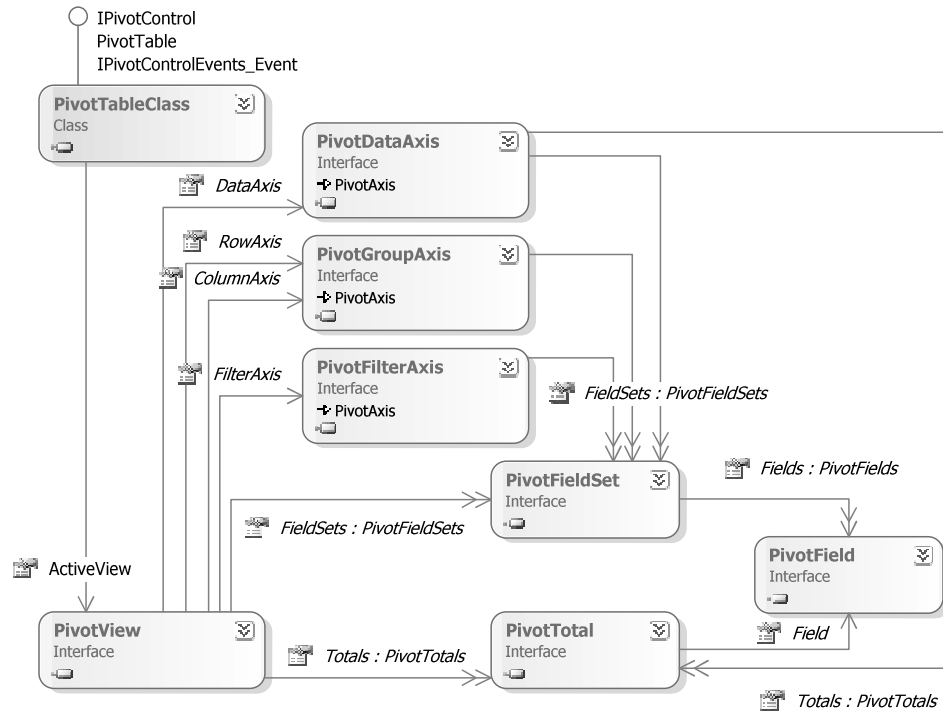 IPivotControl
PivotTable
IPivotControlEvents_Event
PivotTableClass
Class
PivotDataAxis
Interface
PivotAxis
DataAxis
RowAxis
PivotGroupAxis
Interface
ColumnAxis
PivotAxis
PivotFilterAxis
FilterAxis
Interface
FieldSets : PivotFieldSets
PivotAxis
PivotFieldSet
Fields : PivotFields
Interface
FieldSets : PivotFieldSets
PivotField
ActiveView
Interface
PivotView
PivotTotal
Field
Interface
Totals : PivotTotals
Interface
Totals : PivotTotals